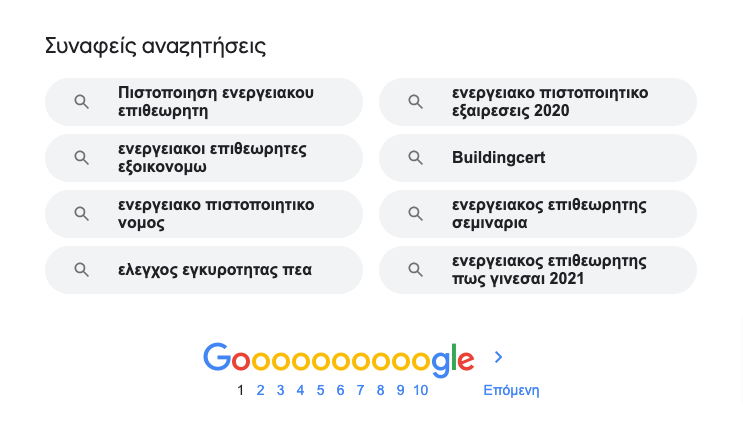 Συναφείς αναζητήσεις
Πιστοποιηση ενεργειακου
επιθεωρητη
ενεργειακο πιστοποιητικο
εξαιρεσεις 2020
ενεργειακοι επιθεωρητες
εξοικονομω
Buildingcert
ενεργειακο πιστοποιητικο
νομος
ενεργειακος επιθεωρητης
σεμιναρια
ελεγχος εγκυροτητας πεα
ενεργειακος επιθεωρητης
πως γινεσαι 2021
Goooooooooogle
1 2 3 4 5 6 7 8 9 10 Επόμενη